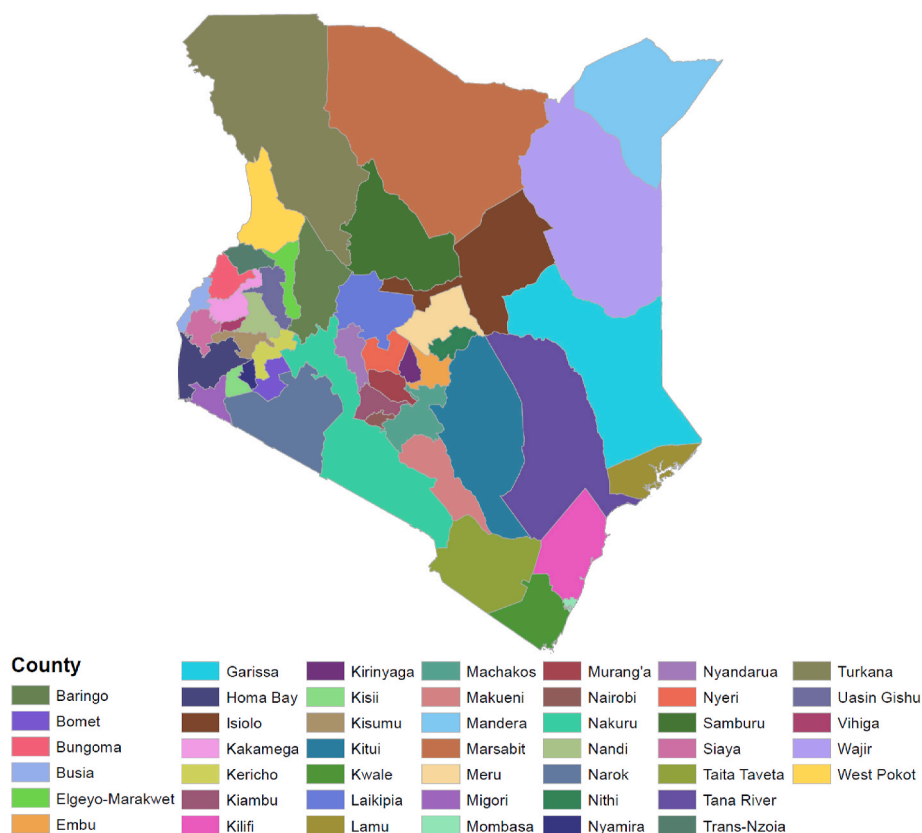 County
Baringo
Bomet
Bungoma
Busia
Elgeyo-Marakwet
Embu
Garissa
Homa Bay
Isiolo
Kakamega
Kericho
Kiambu
Kilifi
Kirinyaga
Kisii
Kisumu
Kitui
Kwale
Laikipia
Lamu
Machakos
Makueni
Mandera
Marsabit
Meru
Migori
Mombasa
Murang'a
Nairobi
Nakuru
Nandi
Narok
Nithi
Nyamira
Nyandarua
Nyeri
Samburu
Siaya
Taita Taveta
Tana River
Trans-Nzoia
Turkana
Uasin Gishu
Vihiga
Wajir
West Pokot